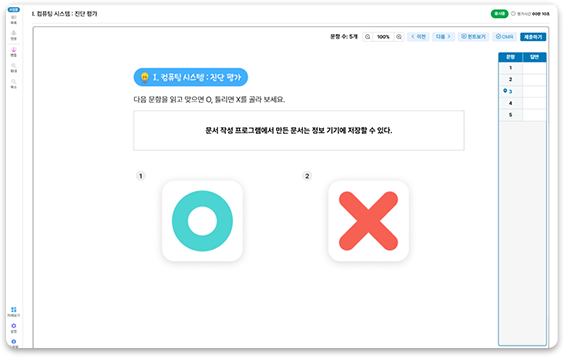 I. 컴퓨팅 시스템 : 진단 평가
응시중
평가시간 00분 10초
문항 수: 5개
100%
이전
다음
힌트보기
OMR
제출하기
문항 답안
1
2
3
4
5
I. 컴퓨팅 시스템 : 진단 평가
다음 문항을 읽고 맞으면 O, 틀리면 X를 골라 보세요.
문서 작성 프로그램에서 만든 문서는 정보 기기에 저장할 수 있다.
1
2
설정